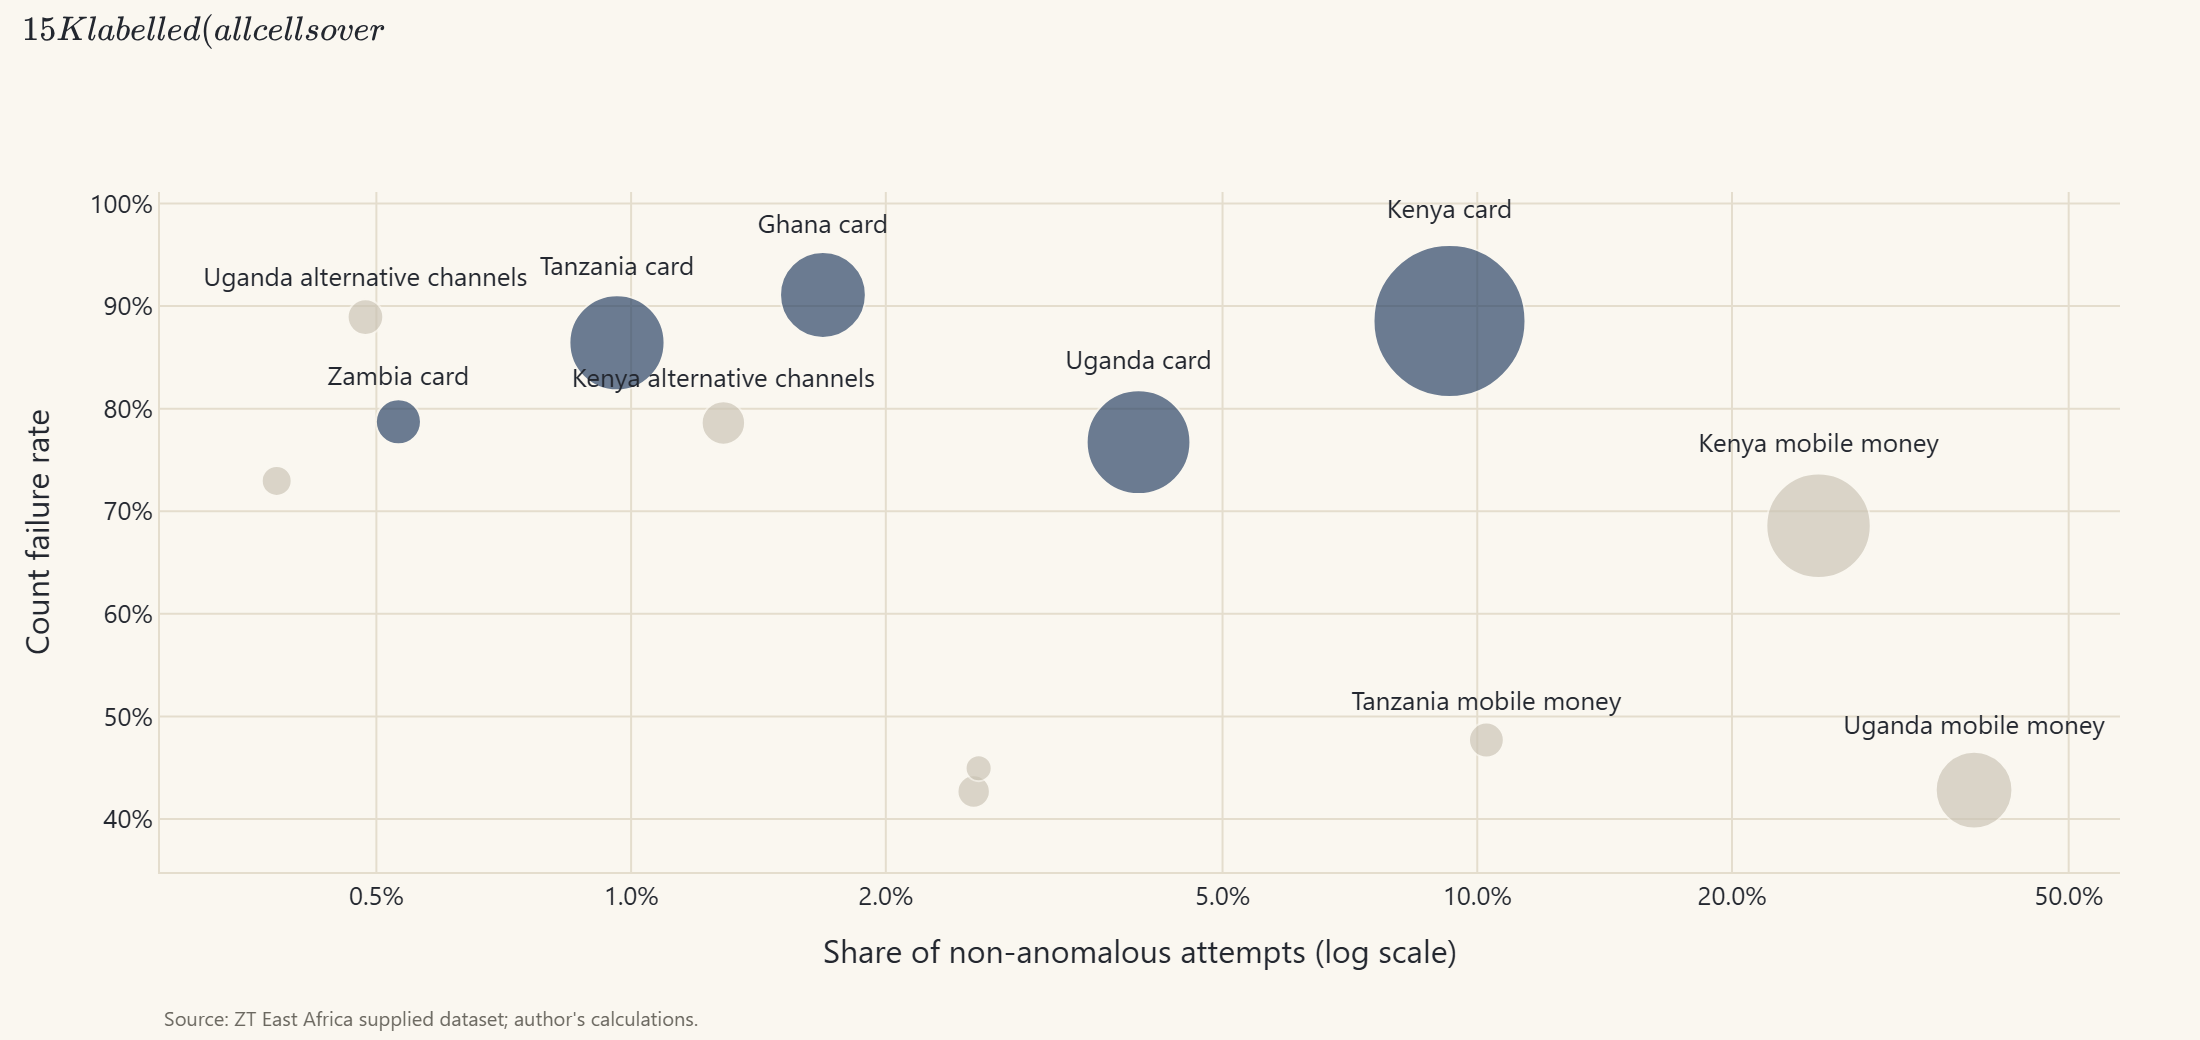 15Klabelled(allcellsover
100%
Kenya card
Ghana card
Tanzania card
Uganda alternative channels
90%
Uganda card
Zambia card
Kenya alternative channels
80%
Kenya mobile money
70%
60%
50%
Tanzania mobile money
Uganda mobile money
40%
Count failure rate
0.5% 1.0% 2.0% 5.0% 10.0% 20.0% 50.0%
Share of non-anomalous attempts (log scale)
Source: ZT East Africa supplied dataset; author's calculations.